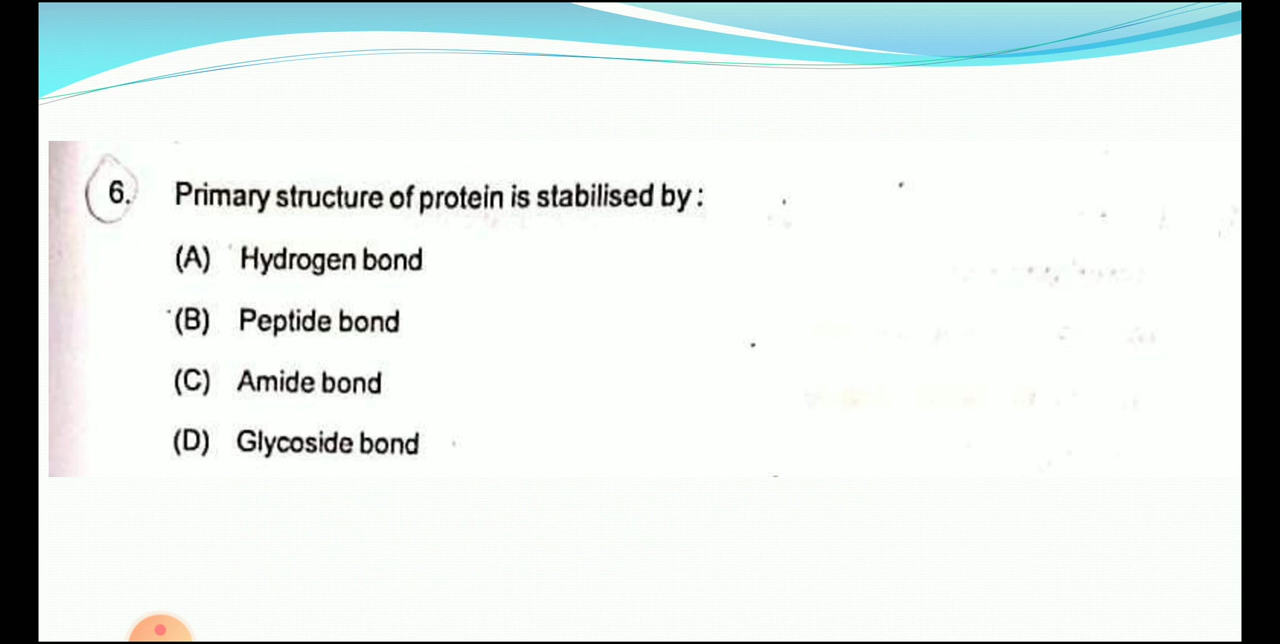 6. Primary structure of protein is stabilised by :
(A) Hydrogen bond
(B) Peptide bond
(C) Amide bond
(D) Glycoside bond